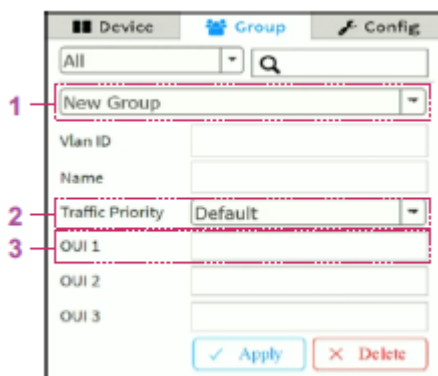 Device Group Config
All
1 New Group
Vlan ID
Name
2 Traffic Priority Default
3 OUI 1
OUI 2
OUI 3
Apply Delete